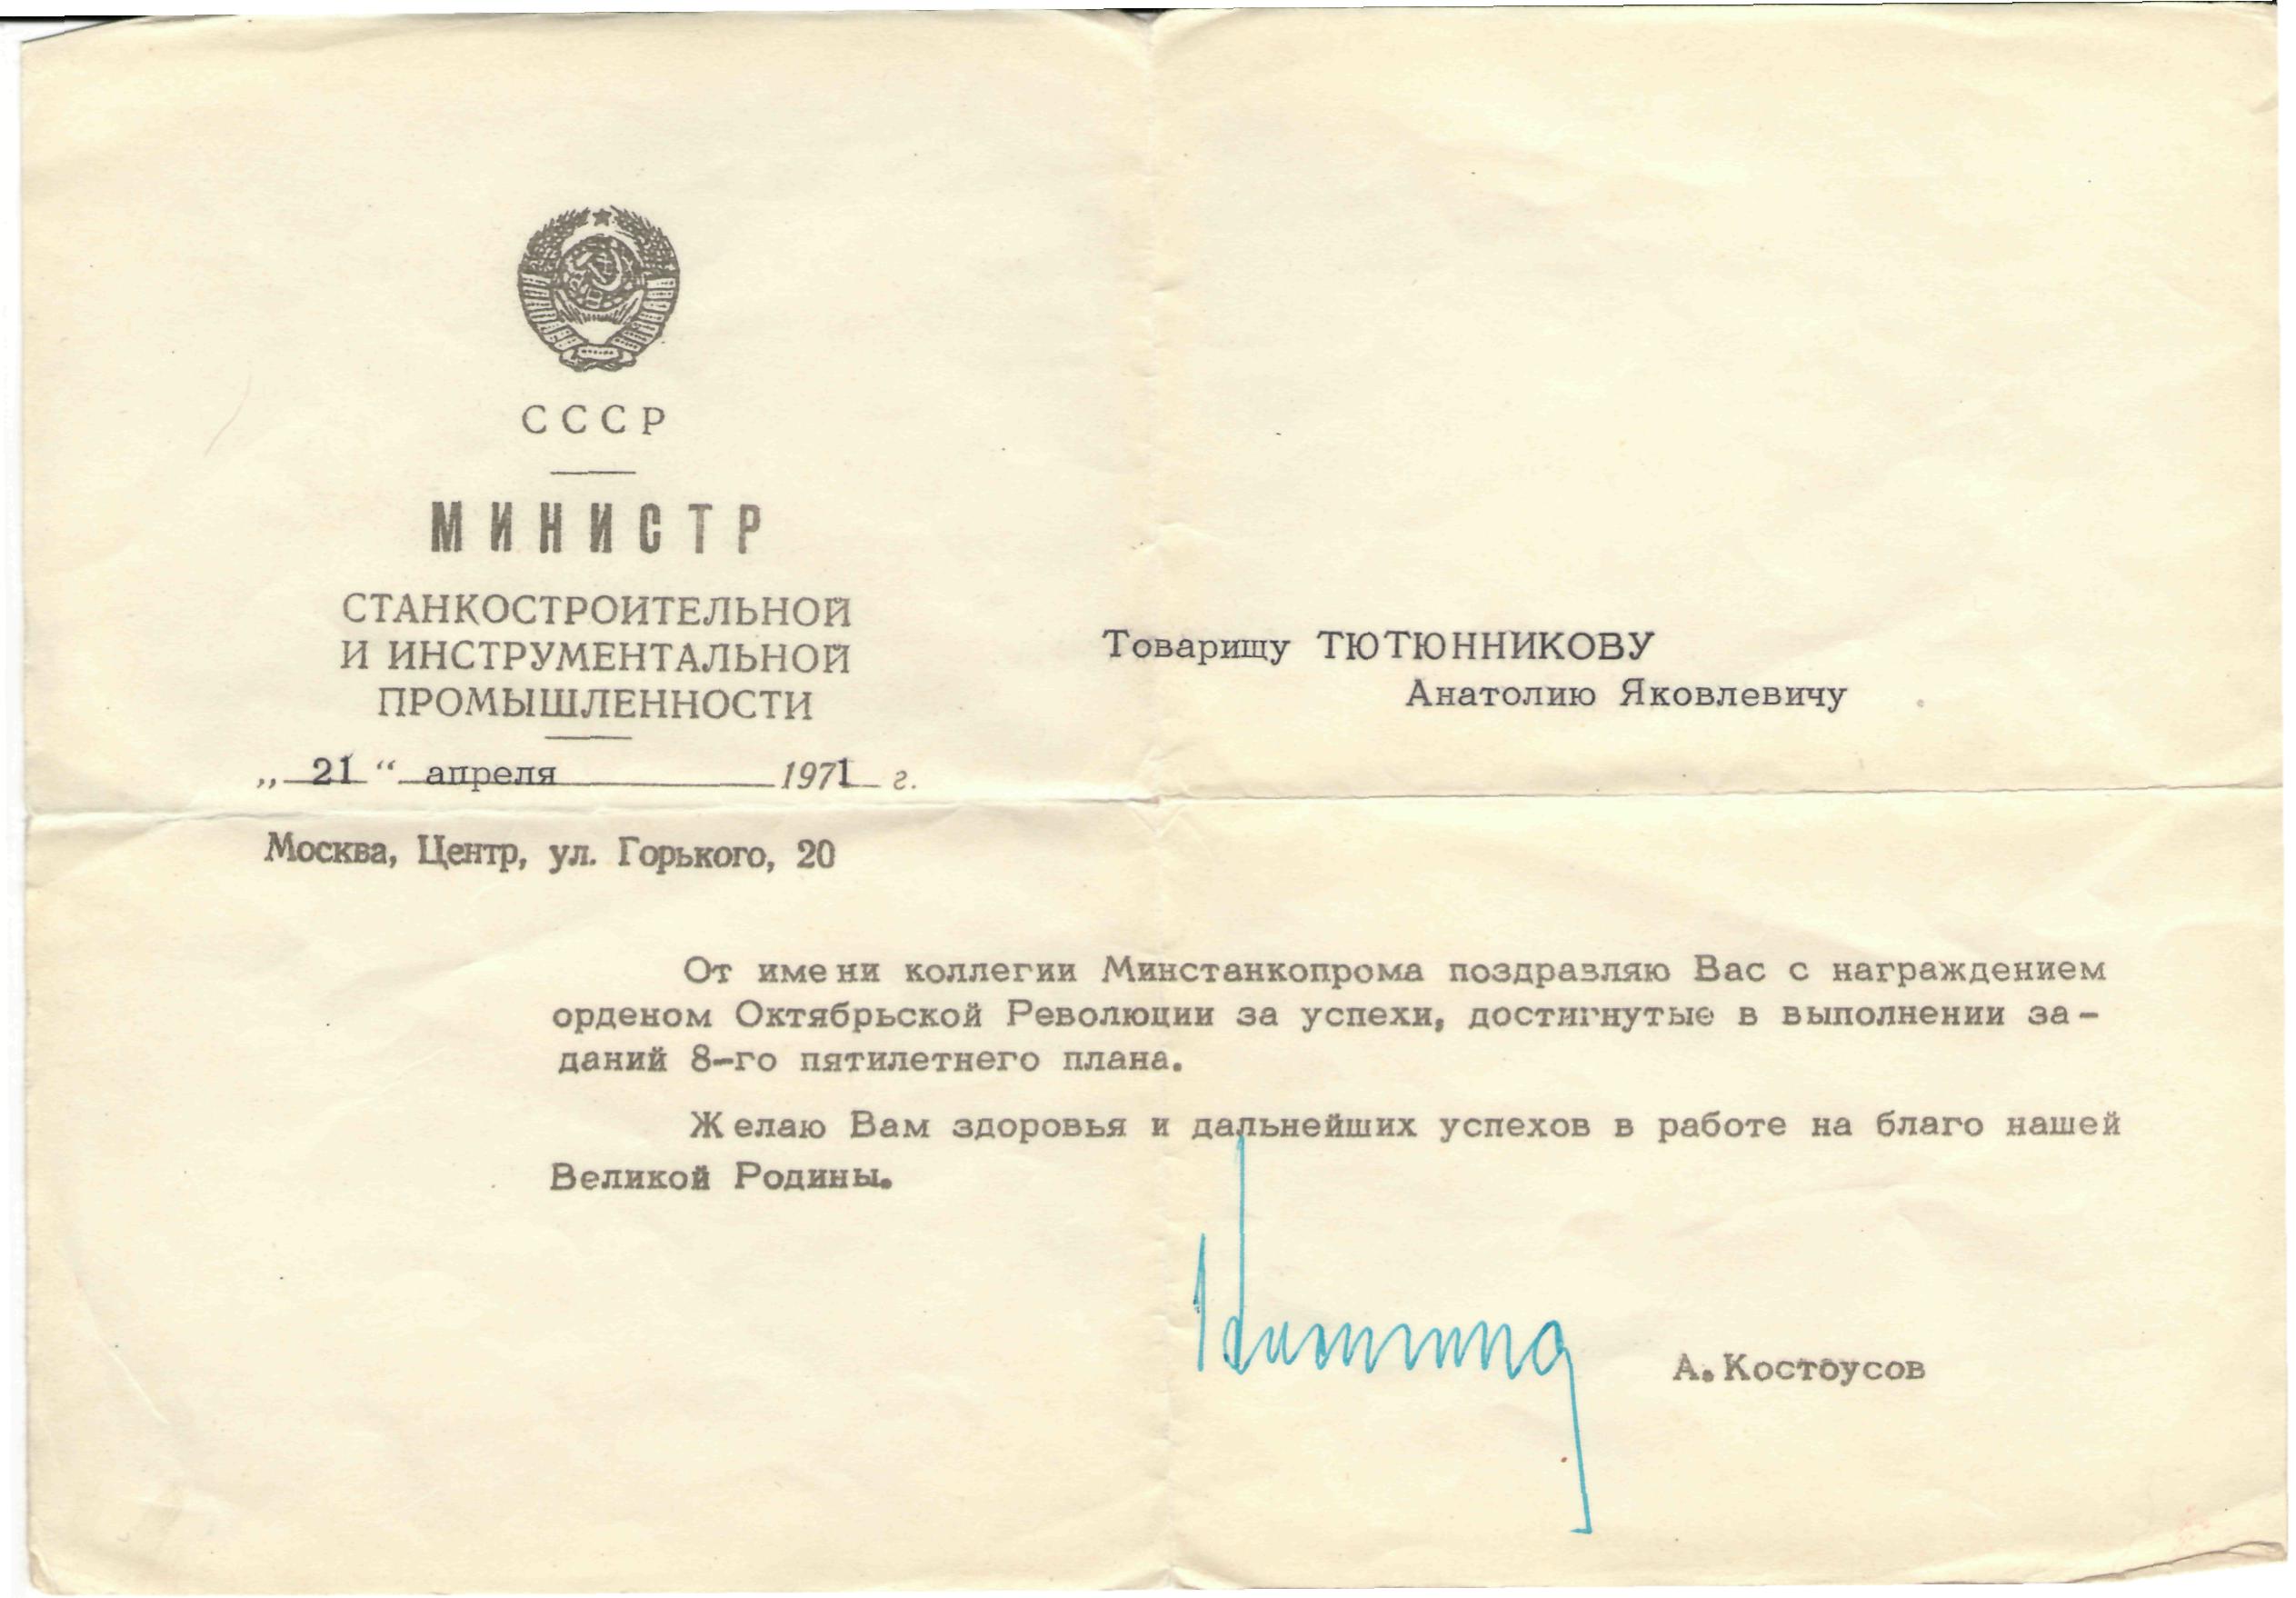 СССР
МИНИСТР
СТАНКОСТРОИТЕЛЬНОЙ
И ИНСТРУМЕНТАЛЬНОЙ
ПРОМЫШЛЕННОСТИ
„ 21 “ апреля 1971 г.
Москва, Центр, ул. Горького, 20
Товарищу ТЮТЮННИКОВУ
Анатолию Яковлевичу
От имени коллегии Минстанкопрома поздравляю Вас с награждением
орденом Октябрьской Революции за успехи, достигнутые в выполнении за-
даний 8-го пятилетнего плана.
Желаю Вам здоровья и дальнейших успехов в работе на благо нашей
Великой Родины.
А.Костоусов